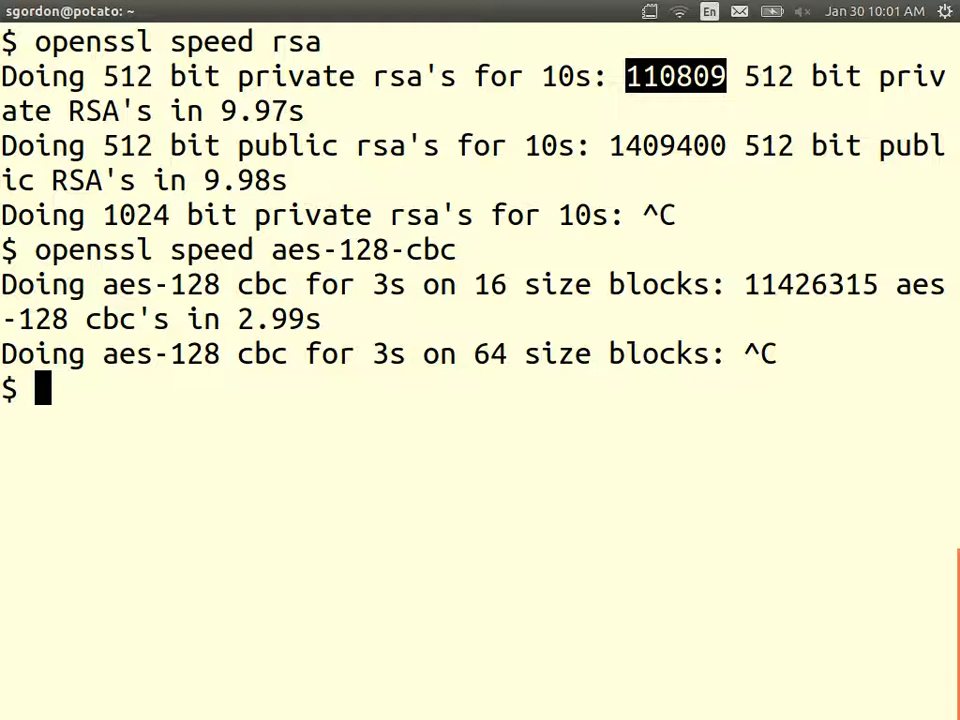 sgordon@potato: ~
En
Jan 30 10:01 AM
$ openssl speed rsa
Doing 512 bit private rsa's for 10s: 110809 512 bit priv
ate RSA's in 9.97s
Doing 512 bit public rsa's for 10s: 1409400 512 bit publ
ic RSA's in 9.98s
Doing 1024 bit private rsa's for 10s: ^C
$ openssl speed aes-128-cbc
Doing aes-128 cbc for 3s on 16 size blocks: 11426315 aes
-128 cbc's in 2.99s
Doing aes-128 cbc for 3s on 64 size blocks: ^C
$